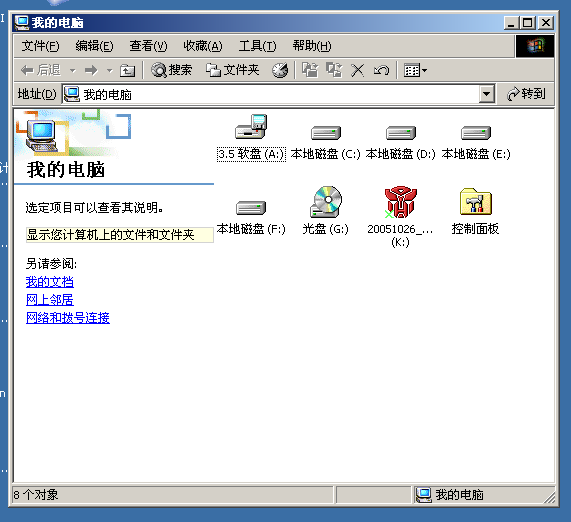 我的电脑
文件(F) 编辑(E) 查看(V) 收藏(A) 工具(T) 帮助(H)
后退 搜索 文件夹
地址(D) 我的电脑 转到
我的电脑
选定项目可以查看其说明。
显示您计算机上的文件和文件夹
另请参阅:
我的文档
网上邻居
网络和拨号连接
3.5 软盘 (A:) 本地磁盘 (C:) 本地磁盘 (D:) 本地磁盘 (E:)
本地磁盘 (F:) 光盘 (G:) 20051026_... 控制面板
(K:)
8 个对象 我的电脑